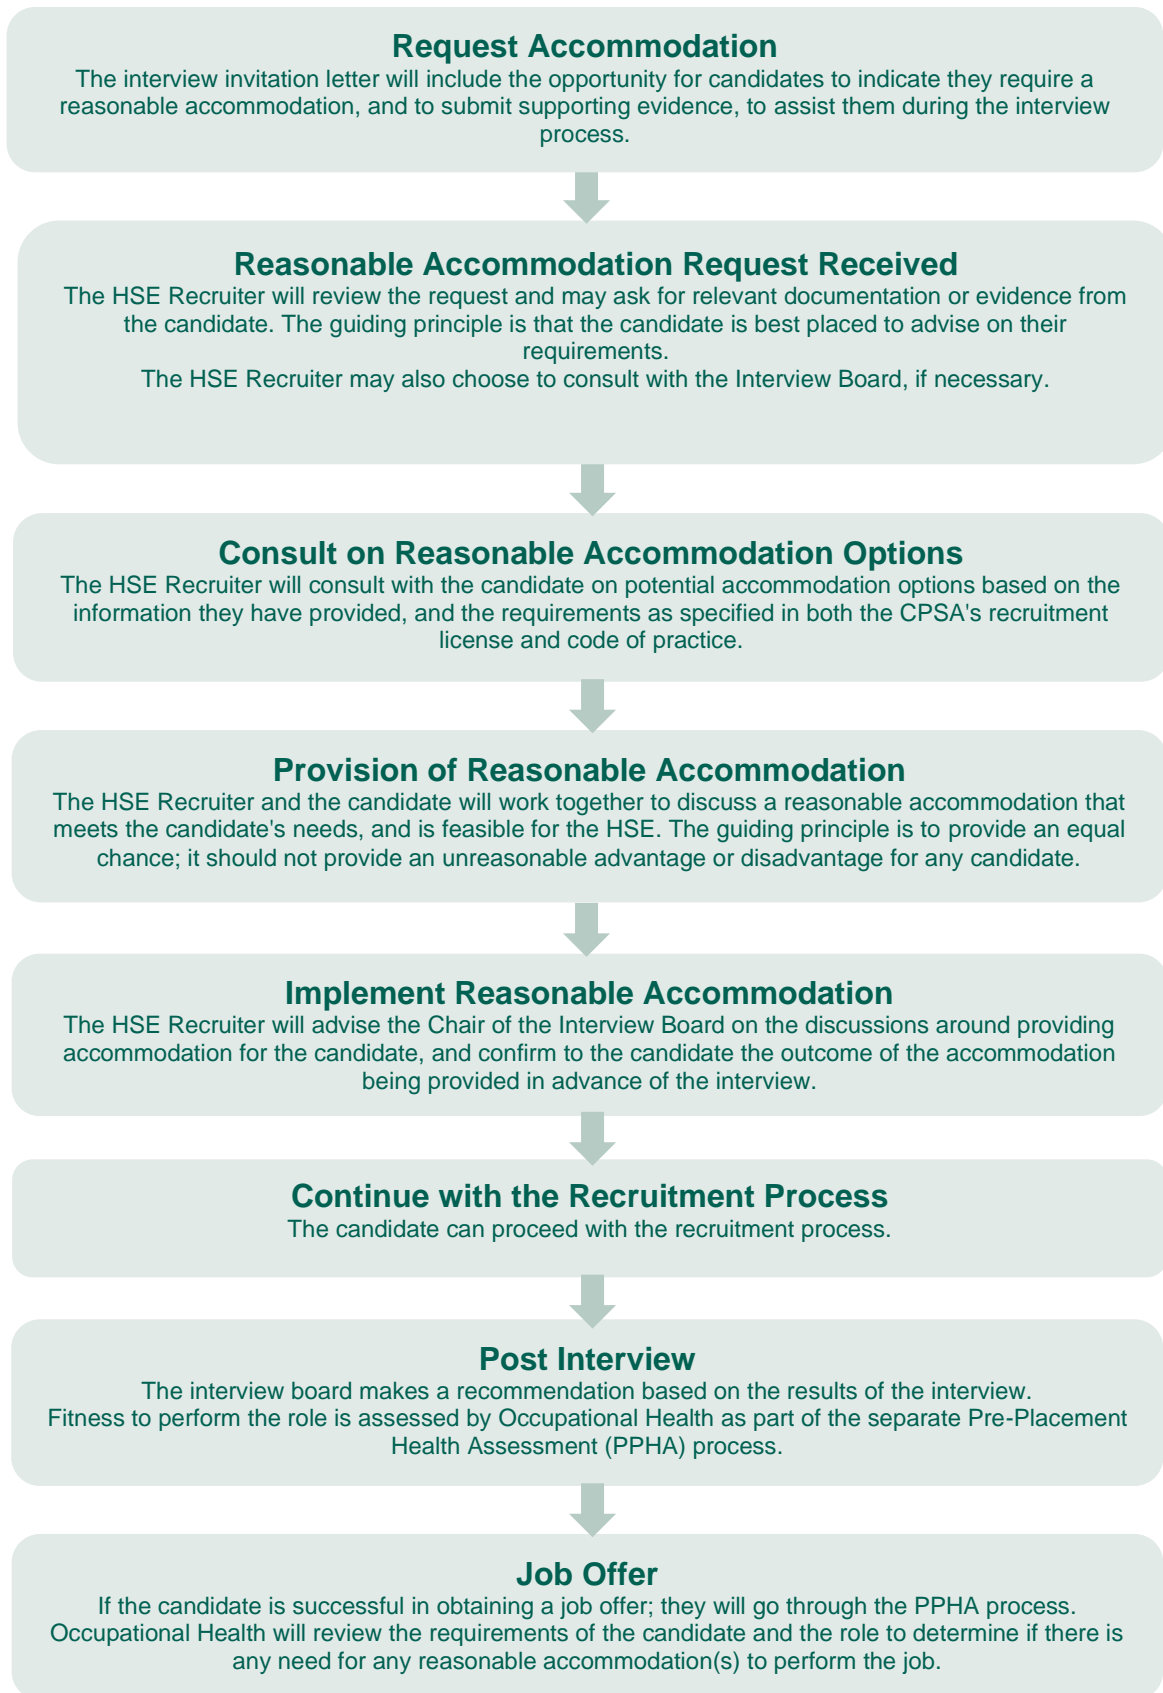 Request Accommodation
The interview invitation letter will include the opportunity for candidates to indicate they require a
reasonable accommodation, and to submit supporting evidence, to assist them during the interview
process.
Reasonable Accommodation Request Received
The HSE Recruiter will review the request and may ask for relevant documentation or evidence from
the candidate. The guiding principle is that the candidate is best placed to advise on their
requirements.
The HSE Recruiter may also choose to consult with the Interview Board, if necessary.
Consult on Reasonable Accommodation Options
The HSE Recruiter will consult with the candidate on potential accommodation options based on the
information they have provided, and the requirements as specified in both the CPSA's recruitment
license and code of practice.
Provision of Reasonable Accommodation
The HSE Recruiter and the candidate will work together to discuss a reasonable accommodation that
meets the candidate's needs, and is feasible for the HSE. The guiding principle is to provide an equal
chance; it should not provide an unreasonable advantage or disadvantage for any candidate.
Implement Reasonable Accommodation
The HSE Recruiter will advise the Chair of the Interview Board on the discussions around providing
accommodation for the candidate, and confirm to the candidate the outcome of the accommodation
being provided in advance of the interview.
Continue with the Recruitment Process
The candidate can proceed with the recruitment process.
Post Interview
The interview board makes a recommendation based on the results of the interview.
Fitness to perform the role is assessed by Occupational Health as part of the separate Pre-Placement
Health Assessment (PPHA) process.
Job Offer
If the candidate is successful in obtaining a job offer; they will go through the PPHA process.
Occupational Health will review the requirements of the candidate and the role to determine if there is
any need for any reasonable accommodation(s) to perform the job.